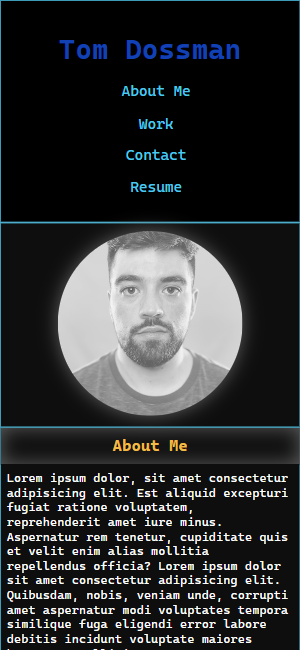 Tom Dossman
About Me
Work
Contact
Resume
About Me
Lorem ipsum dolor, sit amet consectetur
adipisicing elit. Est aliquid excepturi
fugiat ratione voluptatem,
reprehenderit amet iure minus.
Aspernatur rem tenetur, cupiditate quis
et velit enim alias mollitia
repellendus officia? Lorem ipsum dolor
sit amet consectetur adipisicing elit.
Quibusdam, nobis, veniam unde, corrupti
amet aspernatur modi voluptates tempora
similique fuga eligendi error labore
debitis incidunt voluptate maiores